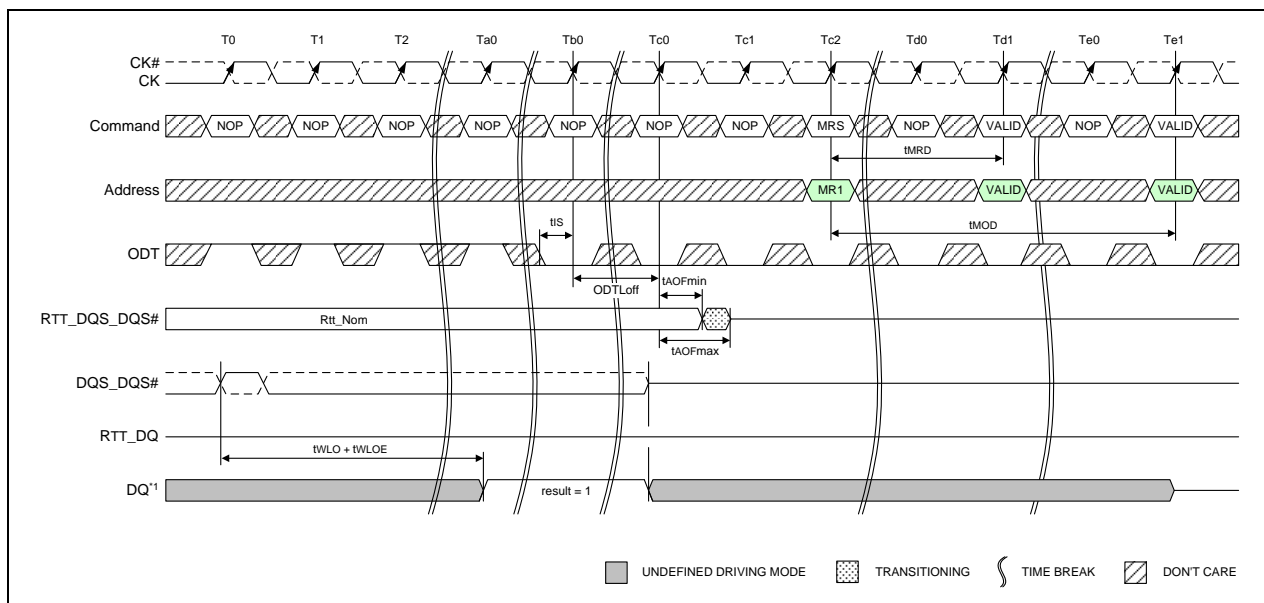 T0 T1 T2 Ta0 Tb0 Tc0 Tc1 Tc2 Td0 Td1 Te0 Te1
CK#
CK
Command NOP NOP NOP NOP NOP NOP NOP MRS NOP VALID NOP VALID
tMRD
Address MR1 VALID VALID
tIS tMOD
ODT
ODTLoff tAOFmin
RTT_DQS_DQS# Rtt_Nom
tAOFmax
DQS_DQS#
RTT_DQ
tWLO + tWLOE
DQ*1 result = 1
UNDEFINED DRIVING MODE TRANSITIONING TIME BREAK DON'T CARE